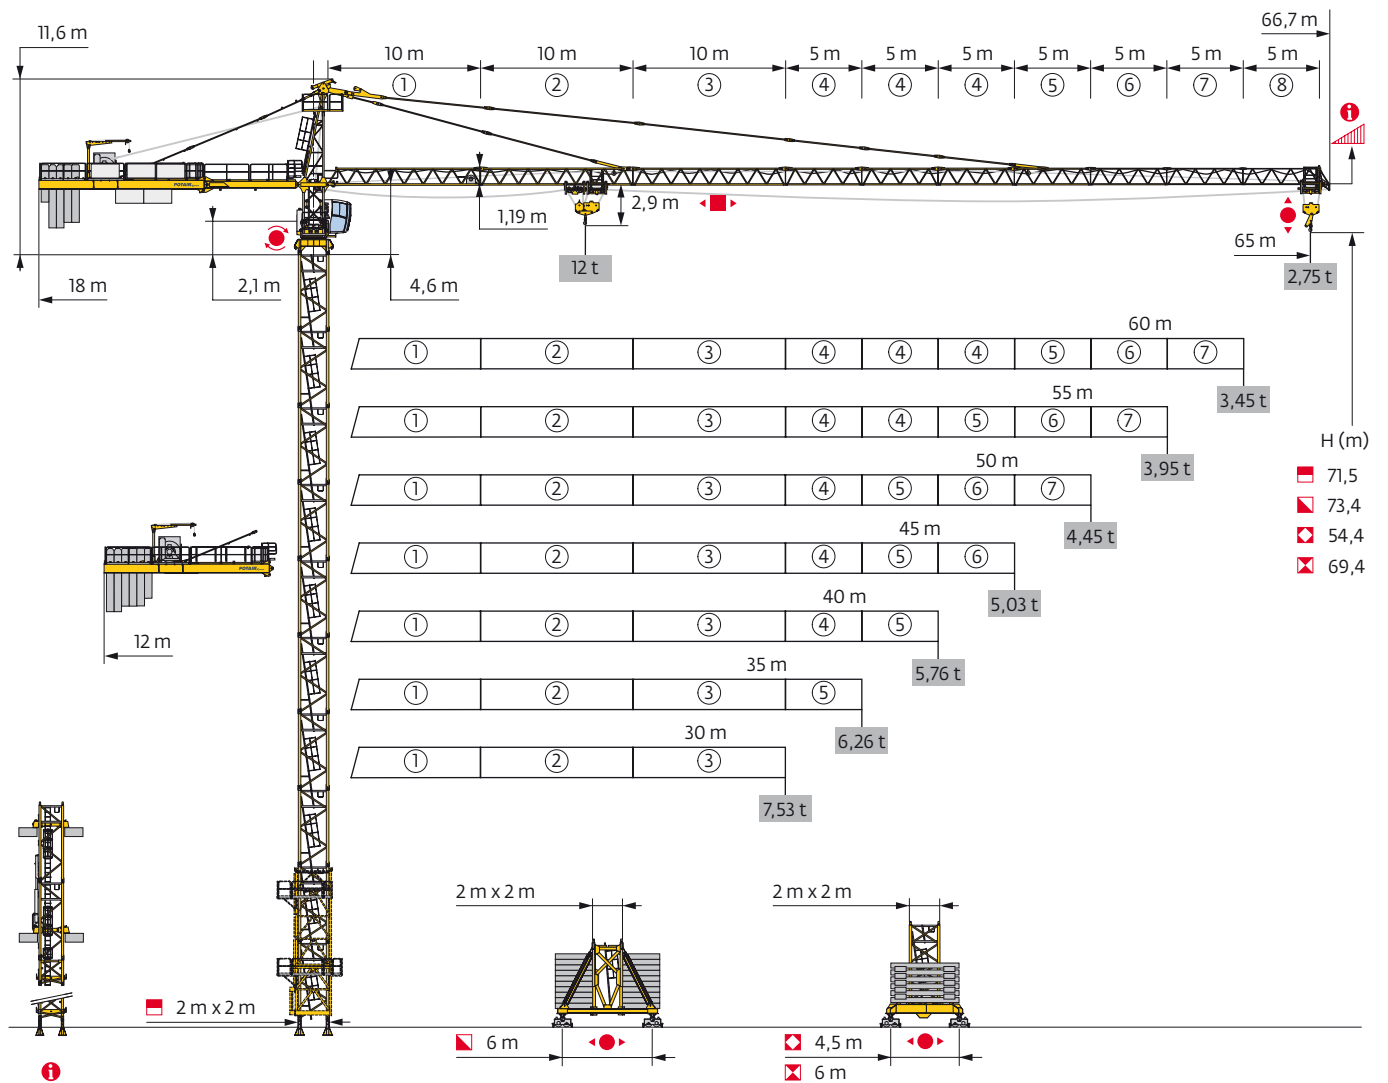 11,6 m
66,7 m
10 m 10 m 10 m 5 m 5 m 5 m 5 m 5 m 5 m 5 m
1 2 3 4 4 4 5 6 7 8
i
POTAIN
1,19 m
2,9 m
12 t
65 m
2,75 t
18 m
2,1 m
4,6 m
60 m
1 2 3 4 4 4 5 6 7
3,45 t
55 m
1 2 3 4 4 5 6 7
3,95 t
H (m)
71,5
73,4
54,4
69,4
50 m
1 2 3 4 5 6 7
4,45 t
45 m
1 2 3 4 5 6
5,03 t
POTAIN
12 m
40 m
1 2 3 4 5
5,76 t
35 m
1 2 3 5
6,26 t
30 m
1 2 3
7,53 t
2 m x 2 m
2 m x 2 m
2 m x 2 m
6 m
4,5 m
6 m
i